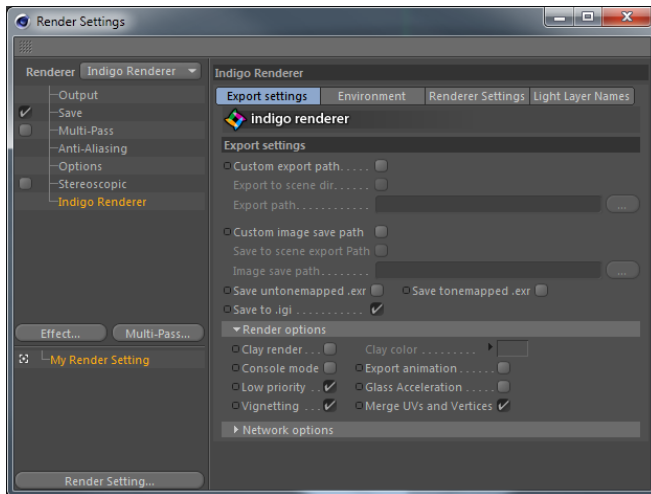 Render Settings
Renderer Indigo Renderer
Output
Save
Multi-Pass
Anti-Aliasing
Options
Stereoscopic
Indigo Renderer
Effect... Multi-Pass...
My Render Setting
Render Setting...
Indigo Renderer
Export settings Environment Renderer Settings Light Layer Names
indigo renderer
Export settings
Custom export path. . . . .
Export to scene dir. . . . . .
Export path. . . . . . . . . . . . ...
Custom image save path
Save to scene export Path
Image save path. . . . . . . . ...
Save untonemapped .exr Save tonemapped .exr
Save to .igi . . . . . . . . . . .
Render options
Clay render . . . Clay color . . . . . . . . .
Console mode Export animation . . . . . .
Low priority . . Glass Acceleration . . . . .
Vignetting . . . Merge UVs and Vertices
Network options